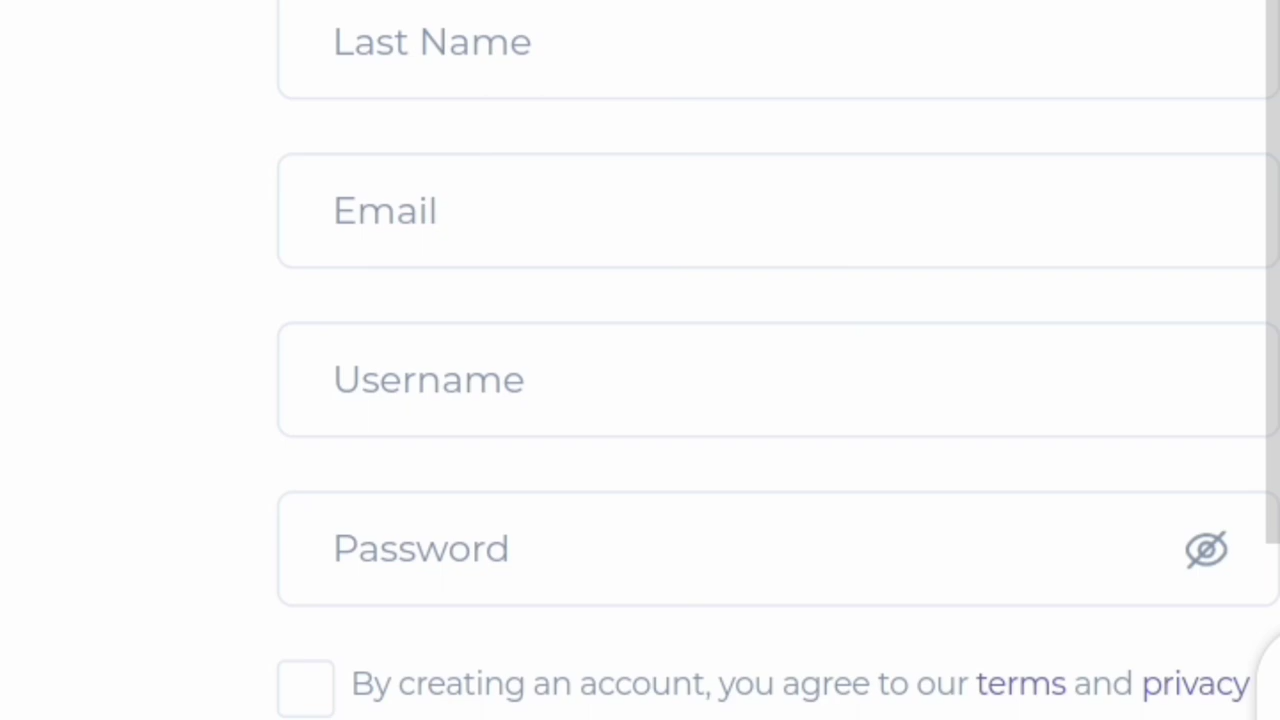 Last Name
Email
Username
Password
By creating an account, you agree to our terms and privacy